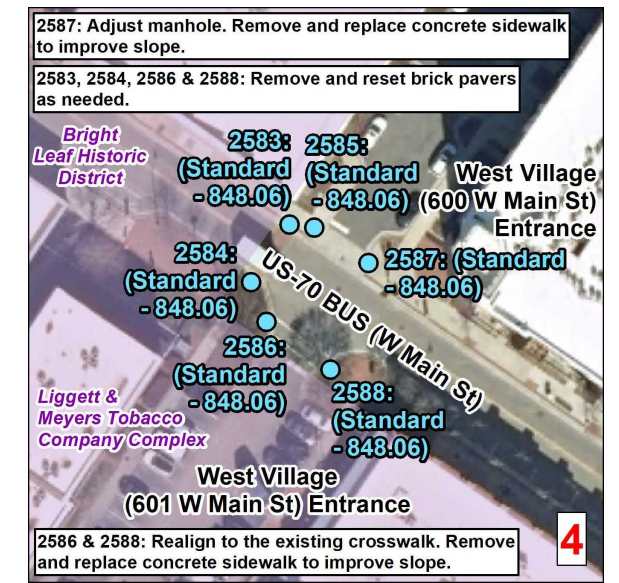 2587: Adjust manhole. Remove and replace concrete sidewalk
to improve slope.
2583, 2584, 2586 & 2588: Remove and reset brick pavers
as needed.
Bright
Leaf Historic
District
2583:
(Standard
- 848.06)
2585:
(Standard
- 848.06)
West Village
(600 W Main St)
Entrance
2584:
(Standard
- 848.06)
US-70 BUS (W Main St)
2587: (Standard
- 848.06)
2586:
(Standard
- 848.06)
2588:
(Standard
- 848.06)
Liggett &
Meyers Tobacco
Company Complex
West Village
(601 W Main St) Entrance
2586 & 2588: Realign to the existing crosswalk. Remove
and replace concrete sidewalk to improve slope.
4